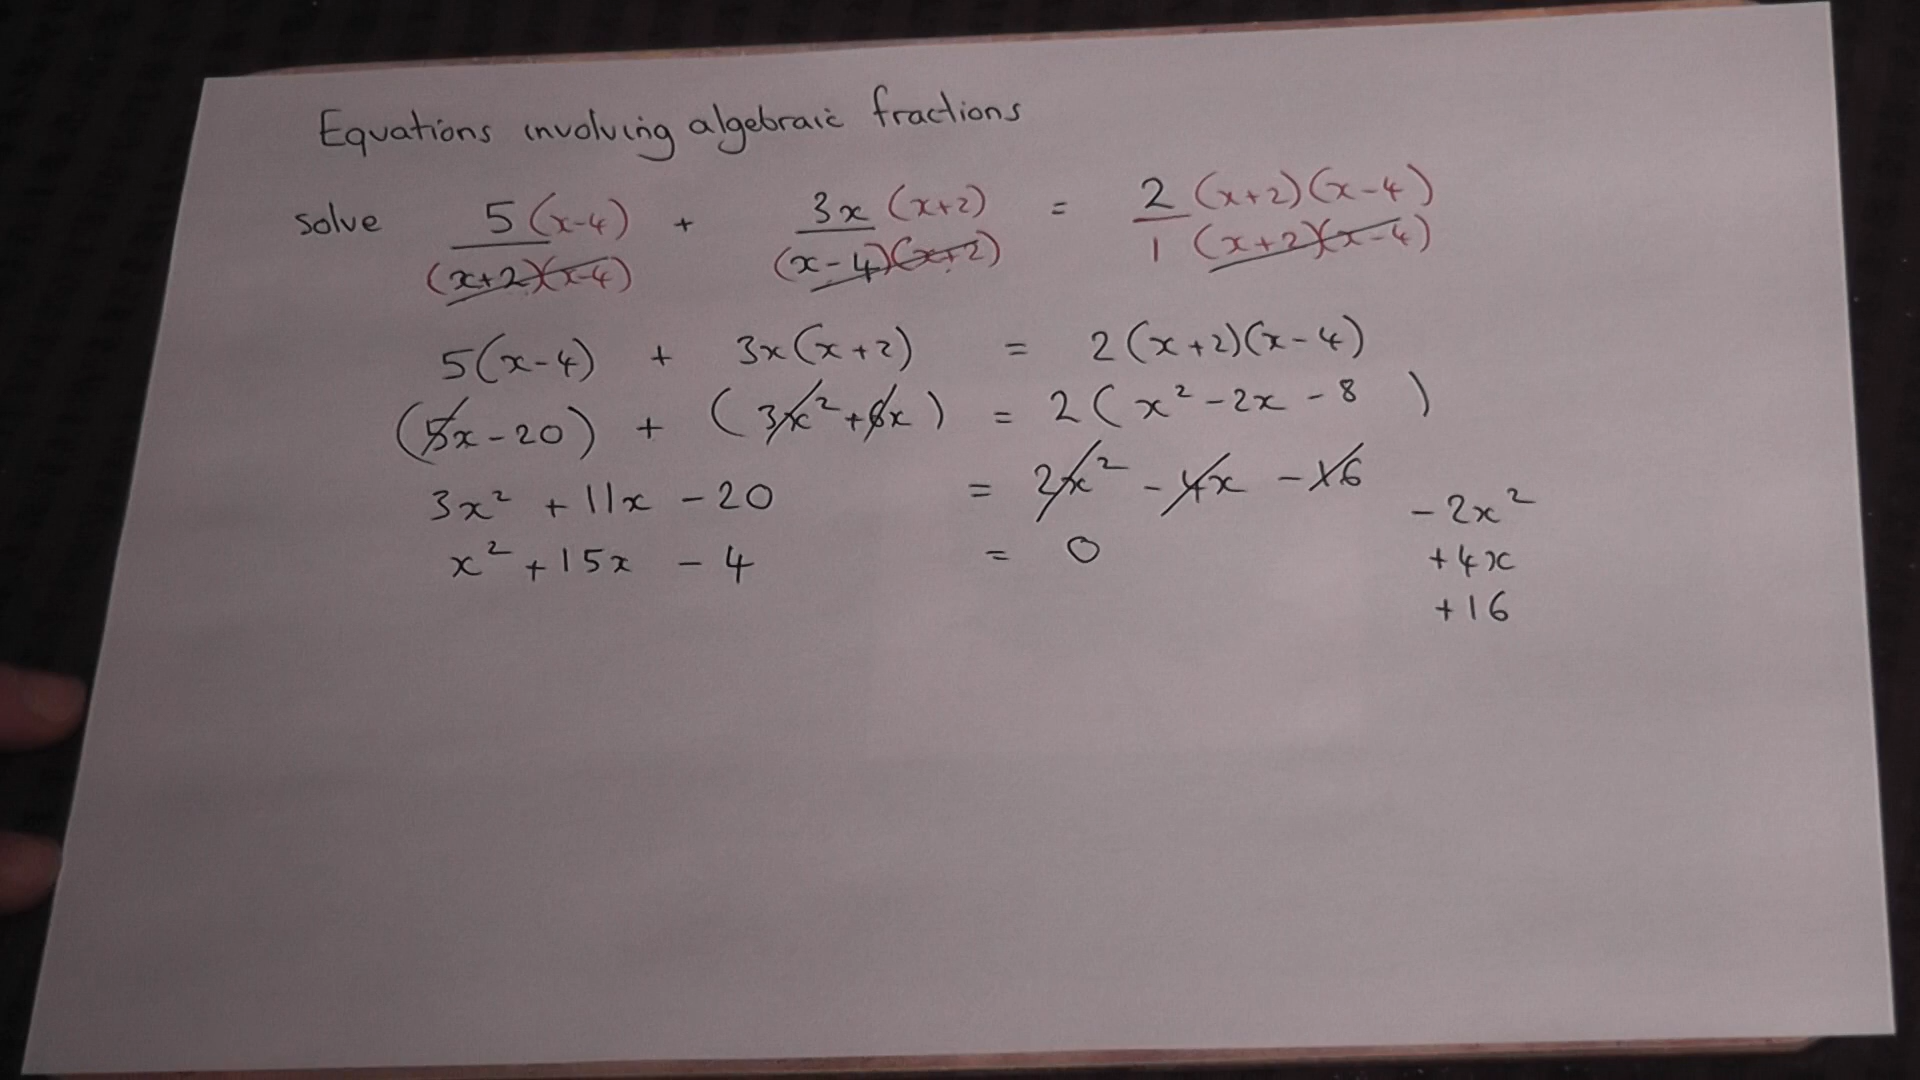 Equations involving algebraic fractions
solve 5(x-4) + 3x(x+2) = 2(x+2)(x-4)
(x+2)(x-4) (x-4)(x+2) 1(x+2)(x-4)
5(x-4) + 3x(x+2) = 2(x+2)(x-4)
(5x-20) + (3x²+6x) = 2(x²-2x-8)
3x² + 11x - 20 = 2x² - 4x - 16
-2x²
x² + 15x - 4 = 0
+4x
+16